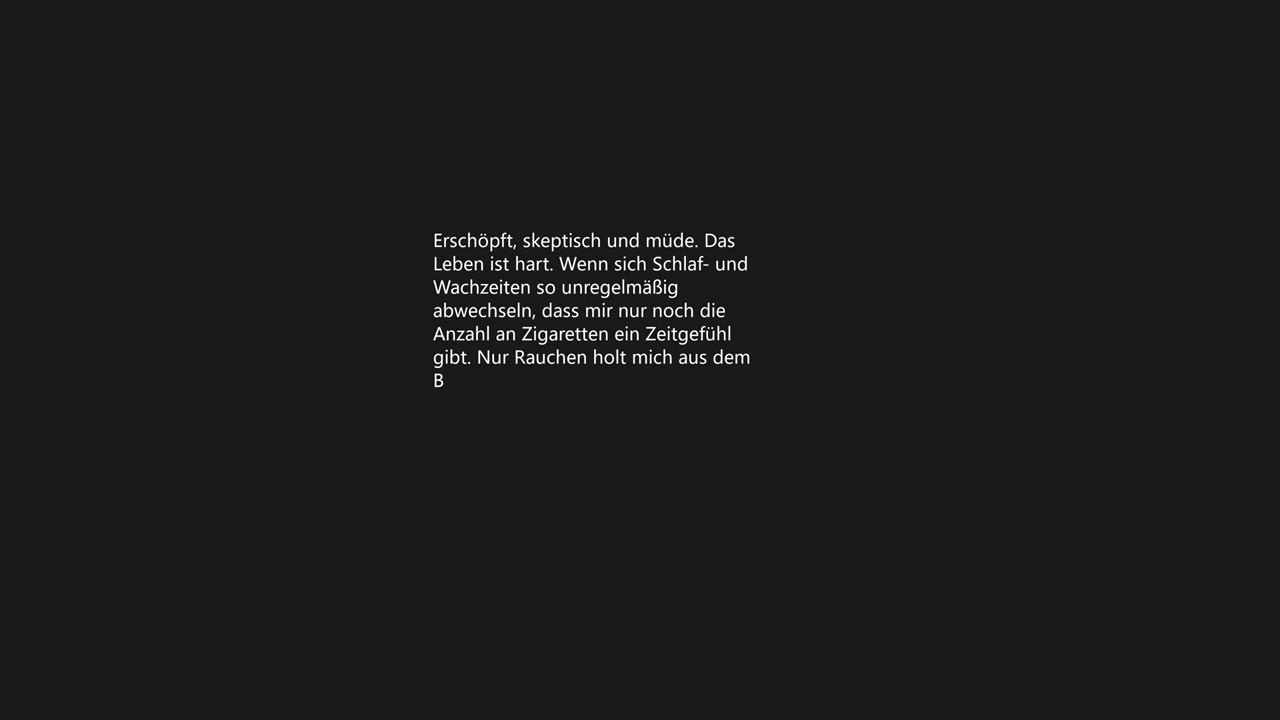 Erschöpft, skeptisch und müde. Das
Leben ist hart. Wenn sich Schlaf- und
Wachzeiten so unregelmäßig
abwechseln, dass mir nur noch die
Anzahl an Zigaretten ein Zeitgefühl
gibt. Nur Rauchen holt mich aus dem
B